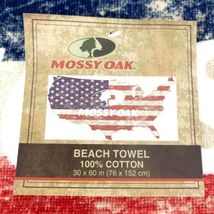 MOSSY OAK
MOSSY OAK
BEACH TOWEL
100% COTTON
30 x 60 in (76 x 152 cm)